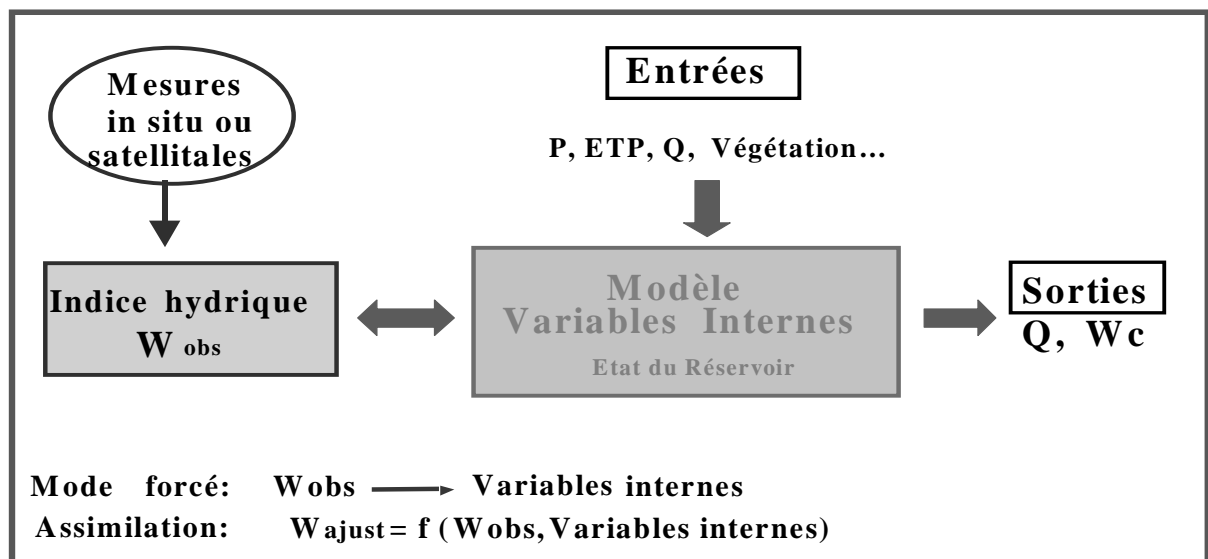 Mesures
in situ ou
satellitales
Entrées
P, ETP, Q, Végétation...
Indice hydrique
W obs
Modèle
Variables Internes
Etat du Réservoir
Sorties
Q, Wc
Mode forcé: Wobs → Variables internes
Assimilation: Wajust = f (Wobs, Variables internes)